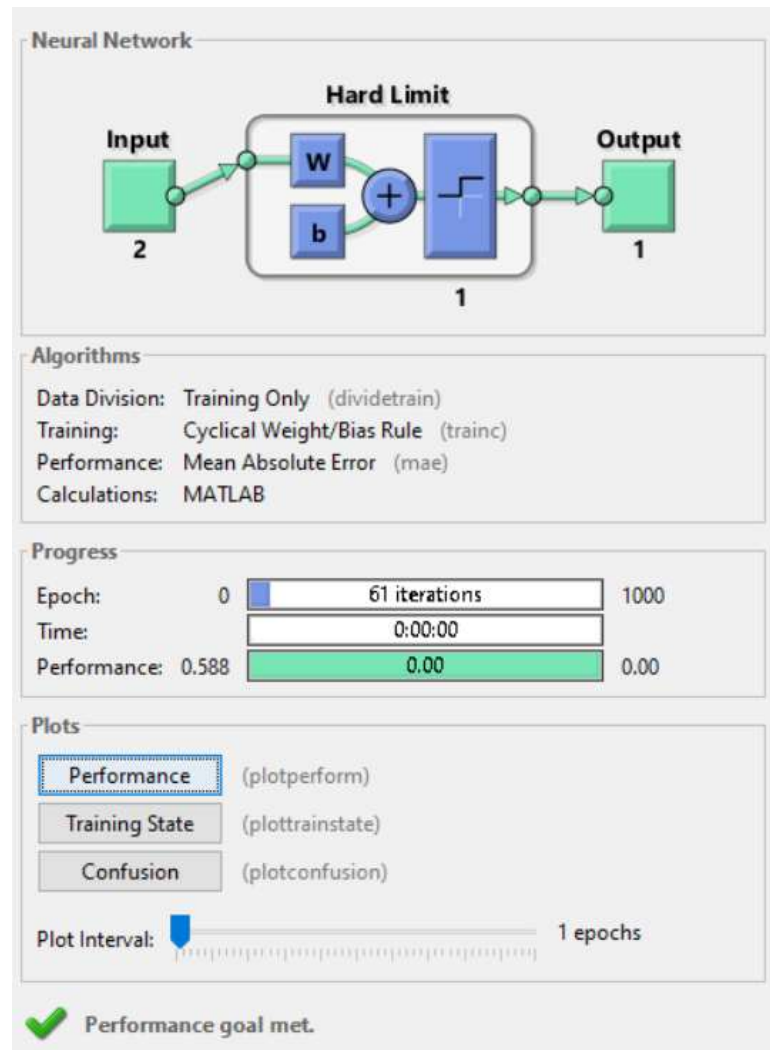 Neural Network
Hard Limit
Input
Output
W
b
+
2
1
1
Algorithms
Data Division: Training Only (dividetrain)
Training: Cyclical Weight/Bias Rule (trainc)
Performance: Mean Absolute Error (mae)
Calculations: MATLAB
Progress
Epoch: 0 61 iterations 1000
Time: 0:00:00
Performance: 0.588 0.00 0.00
Plots
Performance (plotperform)
Training State (plottrainstate)
Confusion (plotconfusion)
Plot Interval: 1 epochs
Performance goal met.